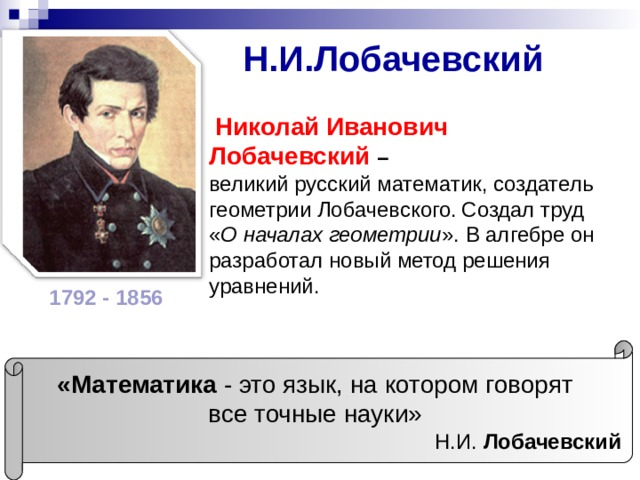 Н.И.Лобачевский
Николай Иванович
Лобачевский –
великий русский математик, создатель
геометрии Лобачевского. Создал труд
«О началах геометрии». В алгебре он
разработал новый метод решения
уравнений.
1792 - 1856
«Математика - это язык, на котором говорят
все точные науки»
Н.И. Лобачевский